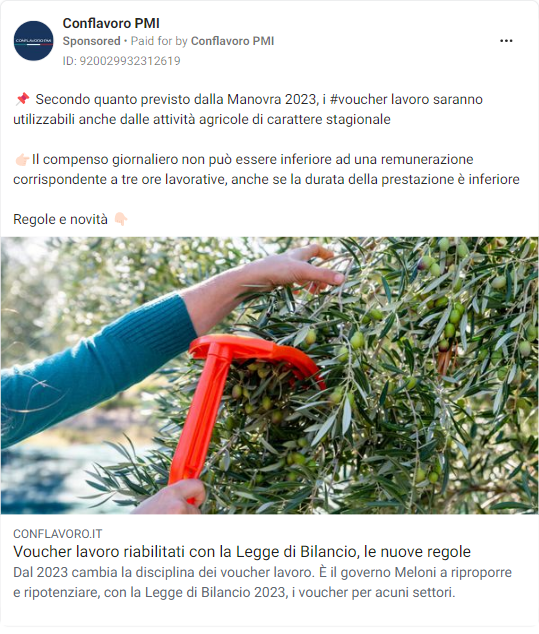 Conflavoro PMI
Sponsored • Paid for by Conflavoro PMI
ID: 920029932312619
CONFLAVORO PMI
📌 Secondo quanto previsto dalla Manovra 2023, i #voucher lavoro saranno
utilizzabili anche dalle attività agricole di carattere stagionale
👉🏻Il compenso giornaliero non può essere inferiore ad una remunerazione
corrispondente a tre ore lavorative, anche se la durata della prestazione è inferiore
Regole e novità 👇🏻
CONFLAVORO.IT
Voucher lavoro riabilitati con la Legge di Bilancio, le nuove regole
Dal 2023 cambia la disciplina dei voucher lavoro. È il governo Meloni a riproporre
e ripotenziare, con la Legge di Bilancio 2023, i voucher per acuni settori.